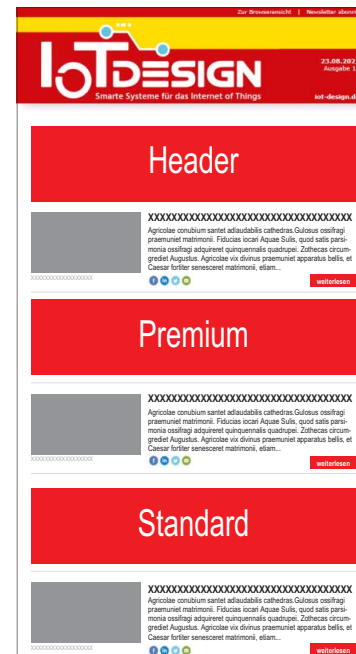 Zur Browseransicht | Newsletter abonn
IoTDESIGN
Smarte Systeme für das Internet of Things
23.08.202
Ausgabe 1
iot-design.d
Header
XXXXXXXXXXXXXXXXXXXXXXXXXXXXXXXXXXX
Agricolae conubium santet adlaudabilis cathedras.Gulosus ossifragi
praemuniet matrimonii. Fiducias iocari Aquae Sulis, quod satis parsi-
monia ossifragi adquireret quinquennalis quadrupei. Zothecas circum-
grediet Augustus. Agricolae vix divinus praemuniet apparatus bellis, et
Caesar fortiter senesceret matrimonii, etiam...
XXXXXXXXXXXXXXXXX
weiterlesen
Premium
XXXXXXXXXXXXXXXXXXXXXXXXXXXXXXXXXXX
Agricolae conubium santet adlaudabilis cathedras.Gulosus ossifragi
praemuniet matrimonii. Fiducias iocari Aquae Sulis, quod satis parsi-
monia ossifragi adquireret quinquennalis quadrupei. Zothecas circum-
grediet Augustus. Agricolae vix divinus praemuniet apparatus bellis, et
Caesar fortiter senesceret matrimonii, etiam...
XXXXXXXXXXXXXXXXX
weiterlesen
Standard
XXXXXXXXXXXXXXXXXXXXXXXXXXXXXXXXXXX
Agricolae conubium santet adlaudabilis cathedras.Gulosus ossifragi
praemuniet matrimonii. Fiducias iocari Aquae Sulis, quod satis parsi-
monia ossifragi adquireret quinquennalis quadrupei. Zothecas circum-
grediet Augustus. Agricolae vix divinus praemuniet apparatus bellis, et
Caesar fortiter senesceret matrimonii, etiam...
XXXXXXXXXXXXXXXXX
weiterlesen